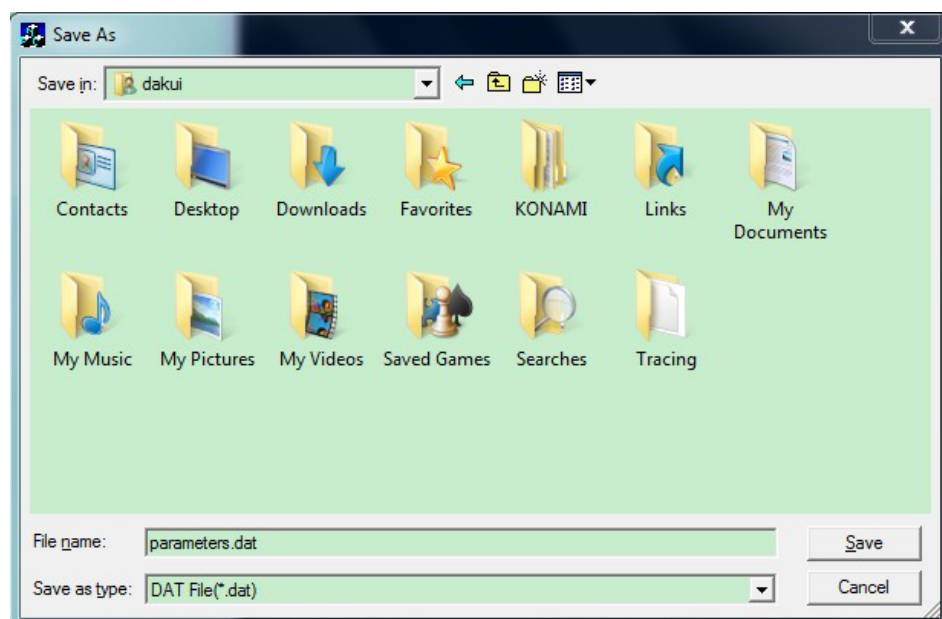 Save As
x
Save in: dakui
Contacts Desktop Downloads Favorites KONAMI Links My
Documents
My Music My Pictures My Videos Saved Games Searches Tracing
File name: parameters.dat Save
Save as type: DAT File(*.dat) Cancel